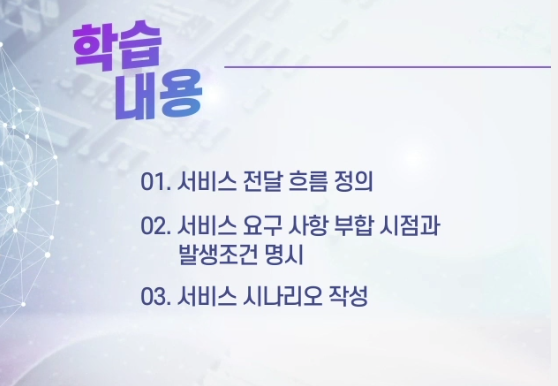 학습
내용
01. 서비스 전달 흐름 정의
02. 서비스 요구 사항 부합 시점과
발생조건 명시
03. 서비스 시나리오 작성